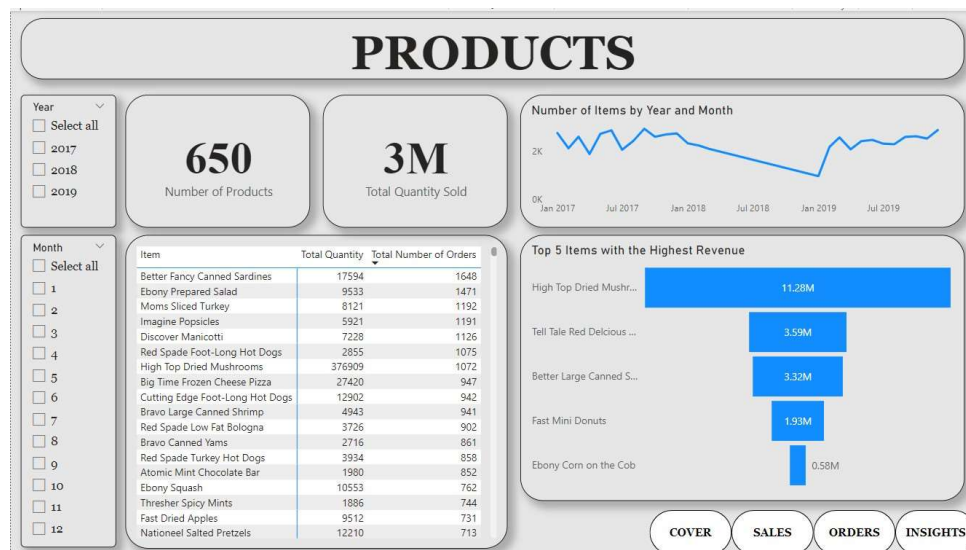 PRODUCTS
Year
Select all
2017
2018
2019
650
Number of Products
3M
Total Quantity Sold
Number of Items by Year and Month
2K
0K
Jan 2017 Jul 2017 Jan 2018 Jul 2018 Jan 2019 Jul 2019
Month
Select all
1
2
3
4
5
6
7
8
9
10
11
12
Item Total Quantity Total Number of Orders
Better Fancy Canned Sardines 17594 1648
Ebony Prepared Salad 9533 1471
Moms Sliced Turkey 8121 1192
Imagine Popsicles 5921 1191
Discover Manicotti 7228 1126
Red Spade Foot-Long Hot Dogs 2855 1075
High Top Dried Mushrooms 376909 1072
Big Time Frozen Cheese Pizza 27420 947
Cutting Edge Foot-Long Hot Dogs 12902 942
Bravo Large Canned Shrimp 4943 941
Red Spade Low Fat Bologna 3726 902
Bravo Canned Yams 2716 861
Red Spade Turkey Hot Dogs 3934 858
Atomic Mint Chocolate Bar 1980 852
Ebony Squash 10553 762
Thresher Spicy Mints 1886 744
Fast Dried Apples 9512 731
Nationeel Salted Pretzels 12210 713
Top 5 Items with the Highest Revenue
High Top Dried Mushr... 11.28M
Tell Tale Red Delcious ... 3.59M
Better Large Canned S... 3.32M
Fast Mini Donuts 1.93M
Ebony Corn on the Cob 0.58M
COVER SALES ORDERS INSIGHTS